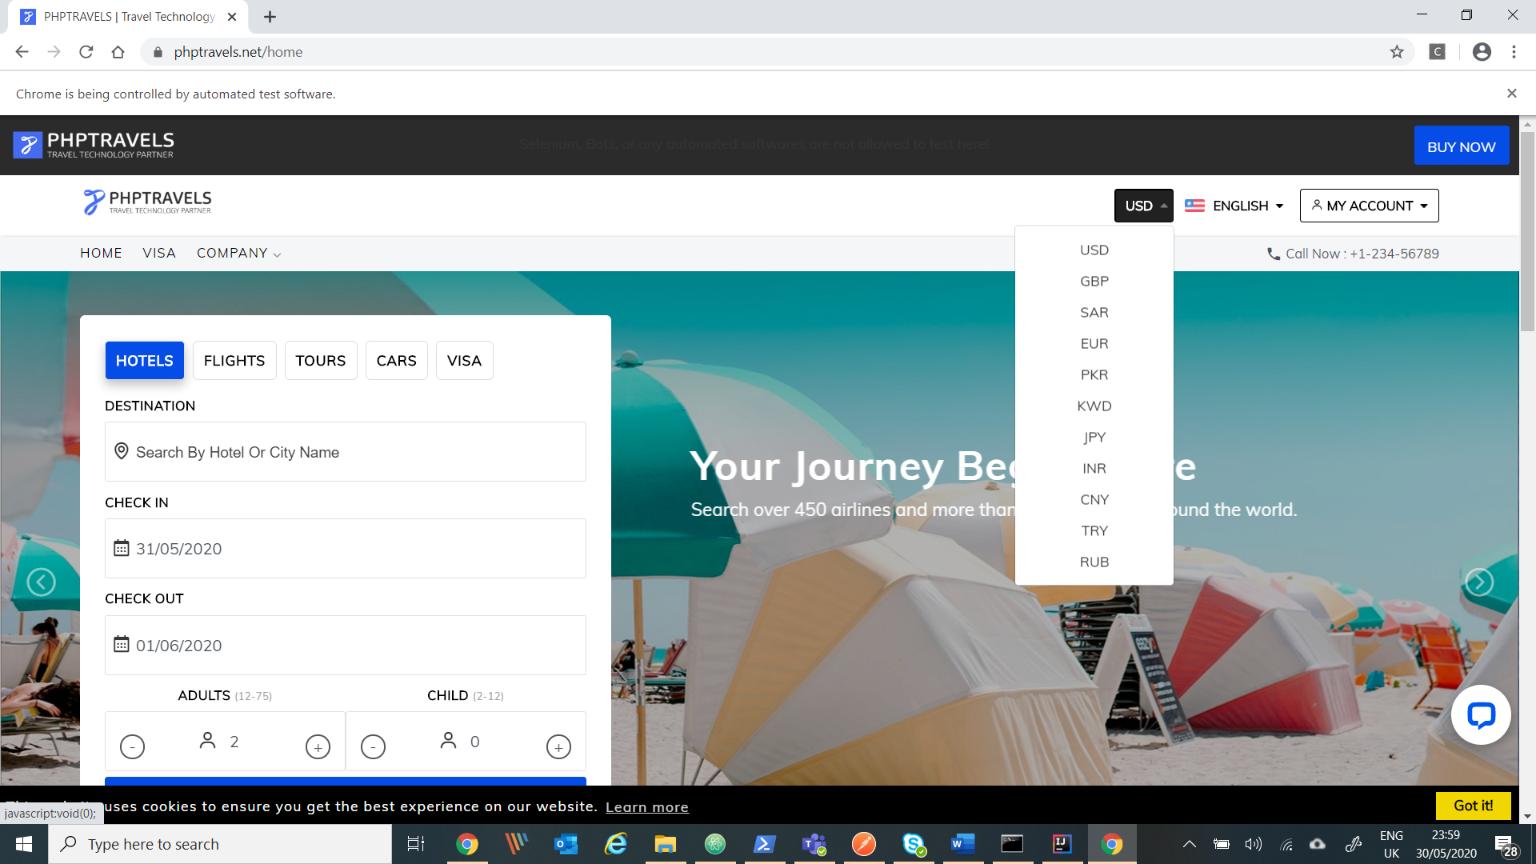 PHPTRAVELS | Travel Technology
phptravels.net/home
Chrome is being controlled by automated test software.
PHPTRAVELS
TRAVEL TECHNOLOGY PARTNER
Selenium, Bots, or any automated softwares are not allowed to test here!
BUY NOW
PHPTRAVELS
TRAVEL TECHNOLOGY PARTNER
USD
ENGLISH
MY ACCOUNT
HOME
VISA
COMPANY
Call Now : +1-234-56789
USD
GBP
SAR
EUR
PKR
KWD
JPY
INR
CNY
TRY
RUB
HOTELS
FLIGHTS
TOURS
CARS
VISA
DESTINATION
Search By Hotel Or City Name
CHECK IN
31/05/2020
CHECK OUT
01/06/2020
ADULTS (12-75)
CHILD (2-12)
- 2 +
- 0 +
Your Journey
Search over 450 airlines and more than
the world.
uses cookies to ensure you get the best experience on our website. Learn more
Got it!
javascript:void(0);
Type here to search
ENG
UK
23:59
30/05/2020
28